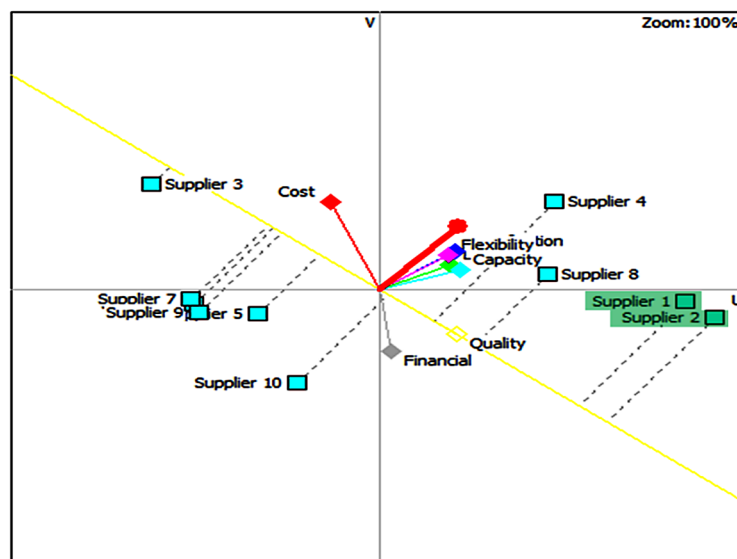 V
Zoom: 100%
Supplier 3
Cost
Supplier 4
Flexibility
Capacity
Supplier 8
Supplier 7
Supplier 1
Supplier 9
5
Supplier 2
Quality
Financial
Supplier 10